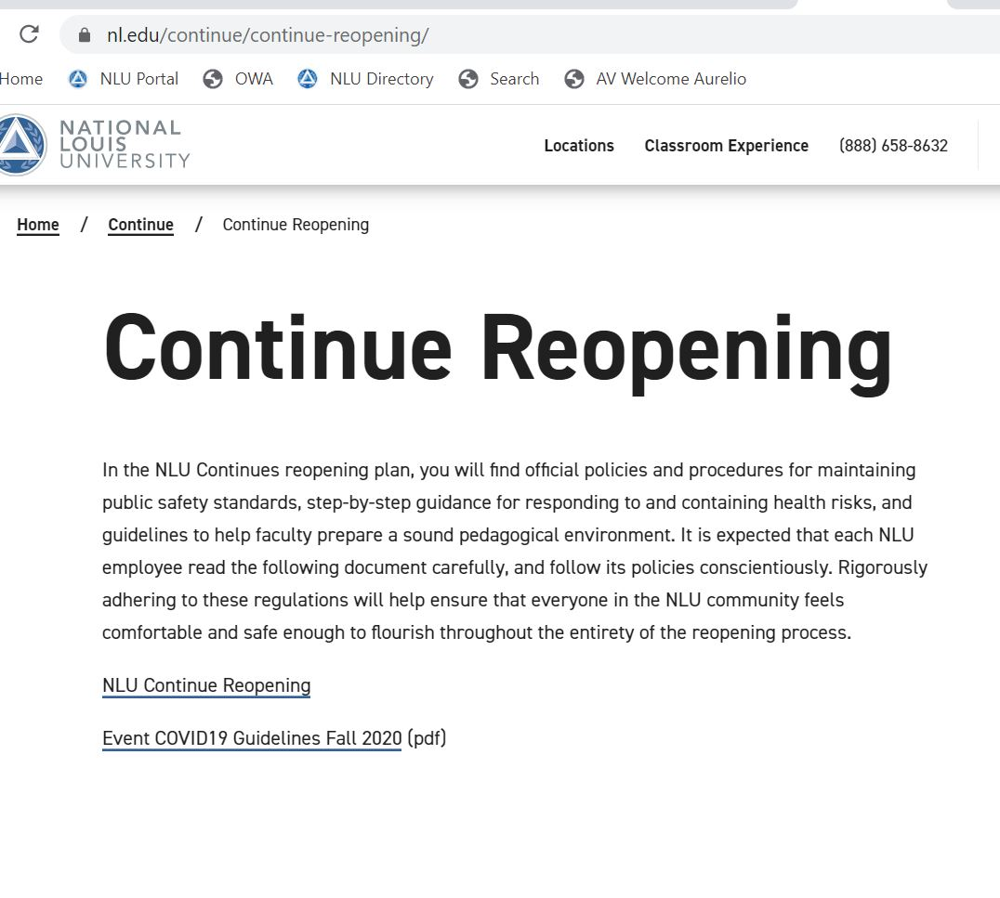 nl.edu/continue/continue-reopening/
Home NLU Portal OWA NLU Directory Search AV Welcome Aurelio
NATIONAL
LOUIS
UNIVERSITY
Locations Classroom Experience (888) 658-8632
Home / Continue / Continue Reopening
Continue Reopening
In the NLU Continues reopening plan, you will find official policies and procedures for maintaining
public safety standards, step-by-step guidance for responding to and containing health risks, and
guidelines to help faculty prepare a sound pedagogical environment. It is expected that each NLU
employee read the following document carefully, and follow its policies conscientiously. Rigorously
adhering to these regulations will help ensure that everyone in the NLU community feels
comfortable and safe enough to flourish throughout the entirety of the reopening process.
NLU Continue Reopening
Event COVID19 Guidelines Fall 2020 (pdf)